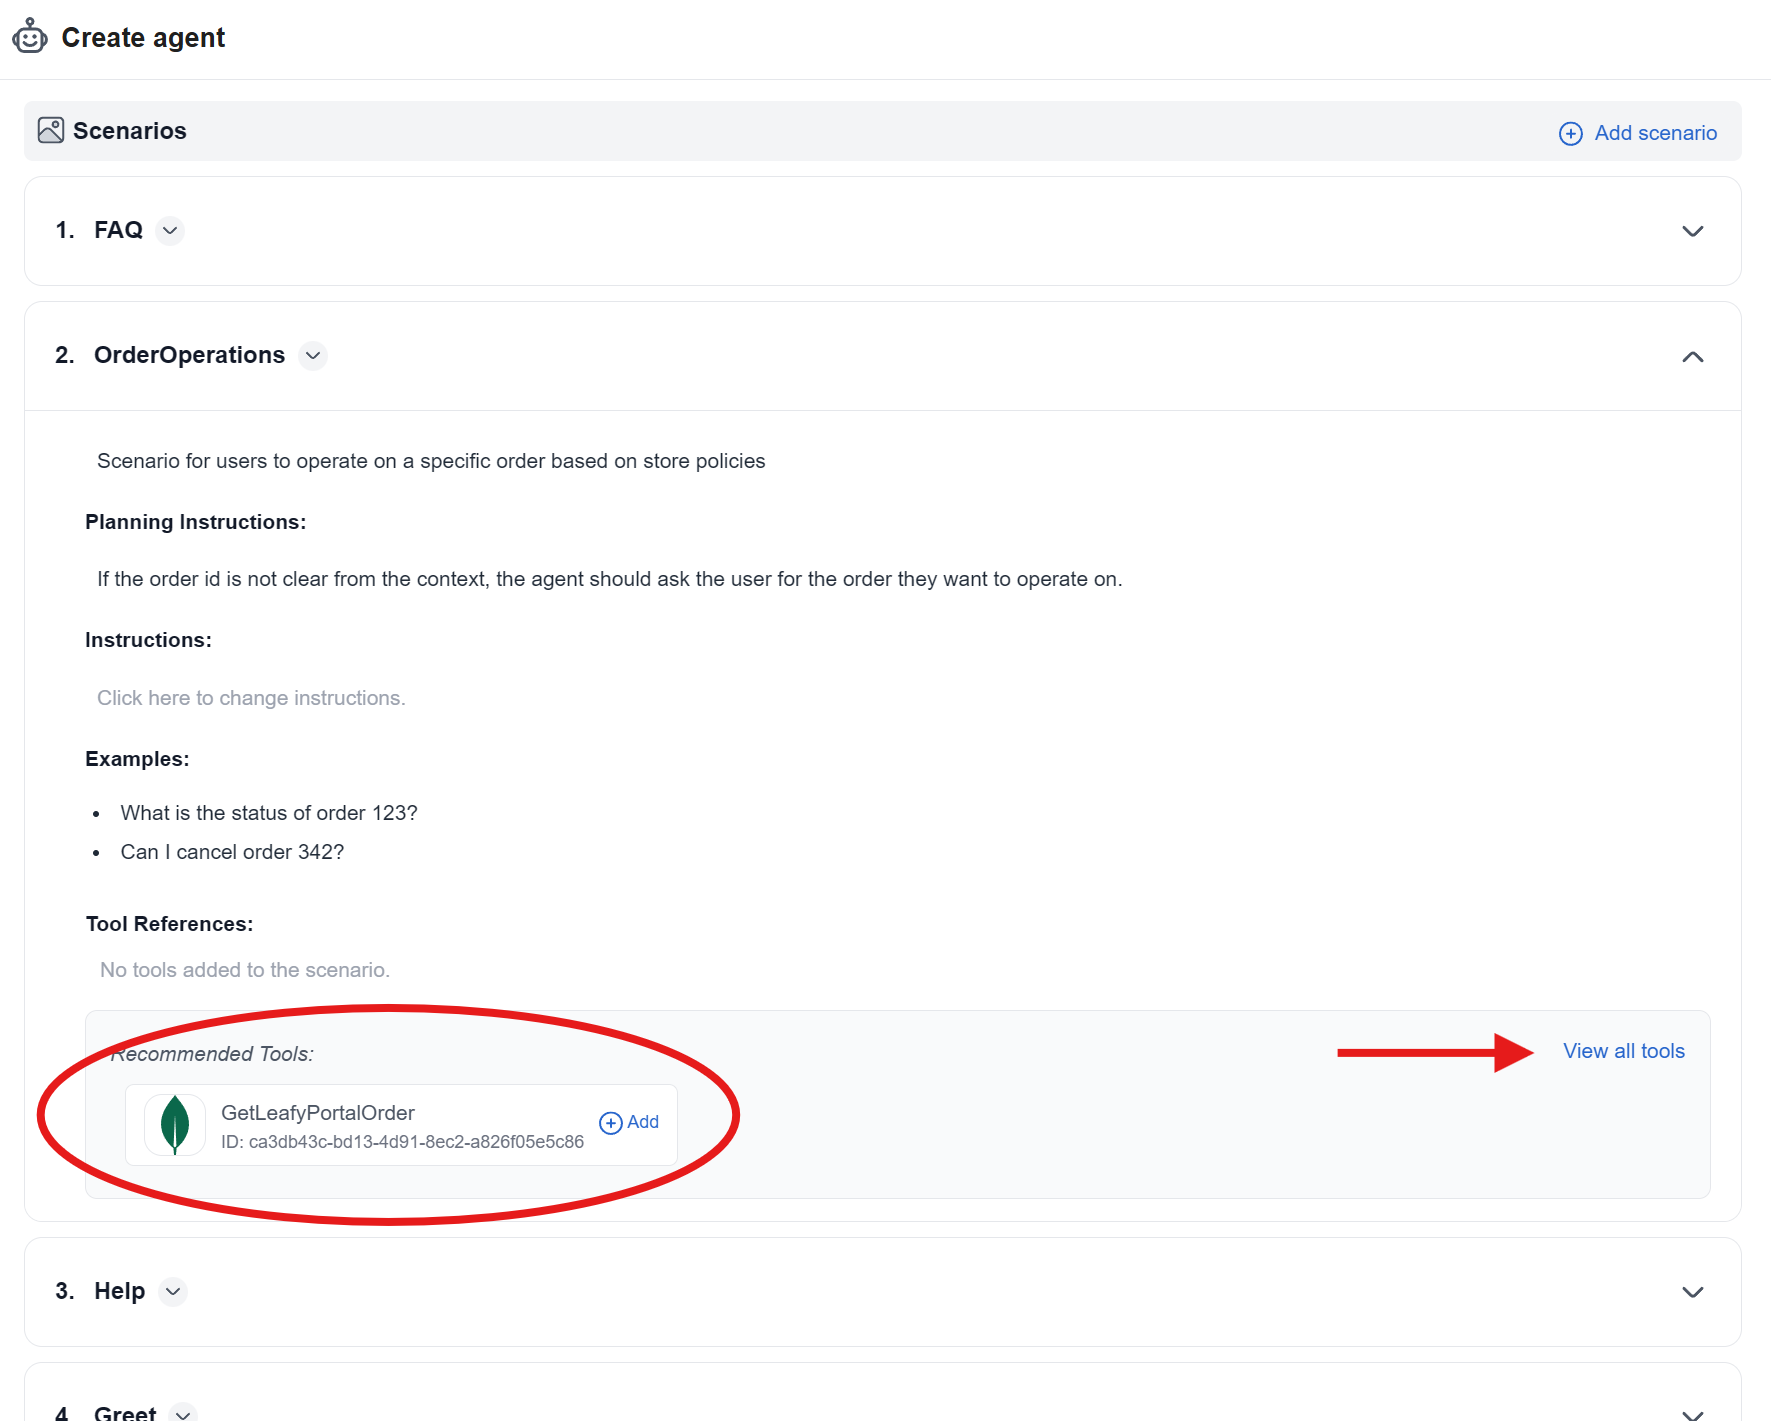 Create agent
Scenarios
Add scenario
1. FAQ
2. OrderOperations
Scenario for users to operate on a specific order based on store policies
Planning Instructions:
If the order id is not clear from the context, the agent should ask the user for the order they want to operate on.
Instructions:
Click here to change instructions.
Examples:
• What is the status of order 123?
• Can I cancel order 342?
Tool References:
No tools added to the scenario.
Recommended Tools:
View all tools
GetLeafyPortalOrder
ID: ca3db43c-bd13-4d91-8ec2-a826f05e5c86
Add
3. Help
4 Greet